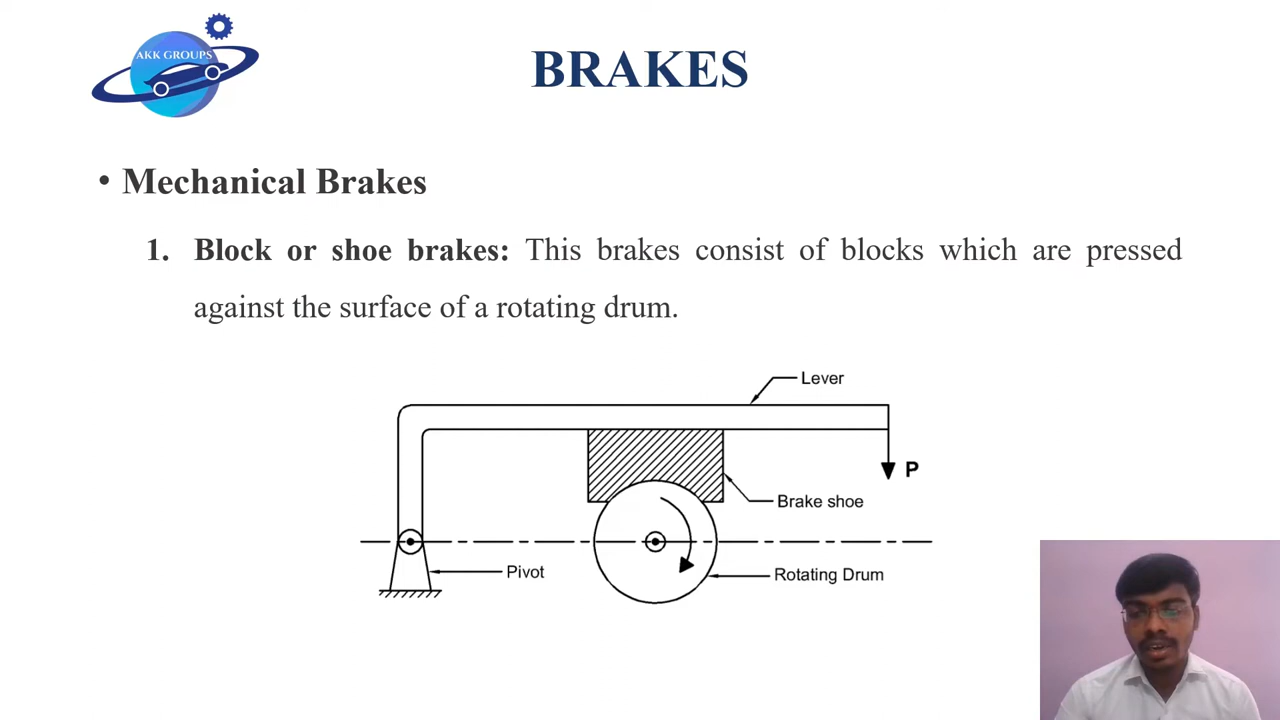 AKK GROUPS
BRAKES
• Mechanical Brakes
1. Block or shoe brakes: This brakes consist of blocks which are pressed
against the surface of a rotating drum.
Lever
P
Brake shoe
Pivot
Rotating Drum